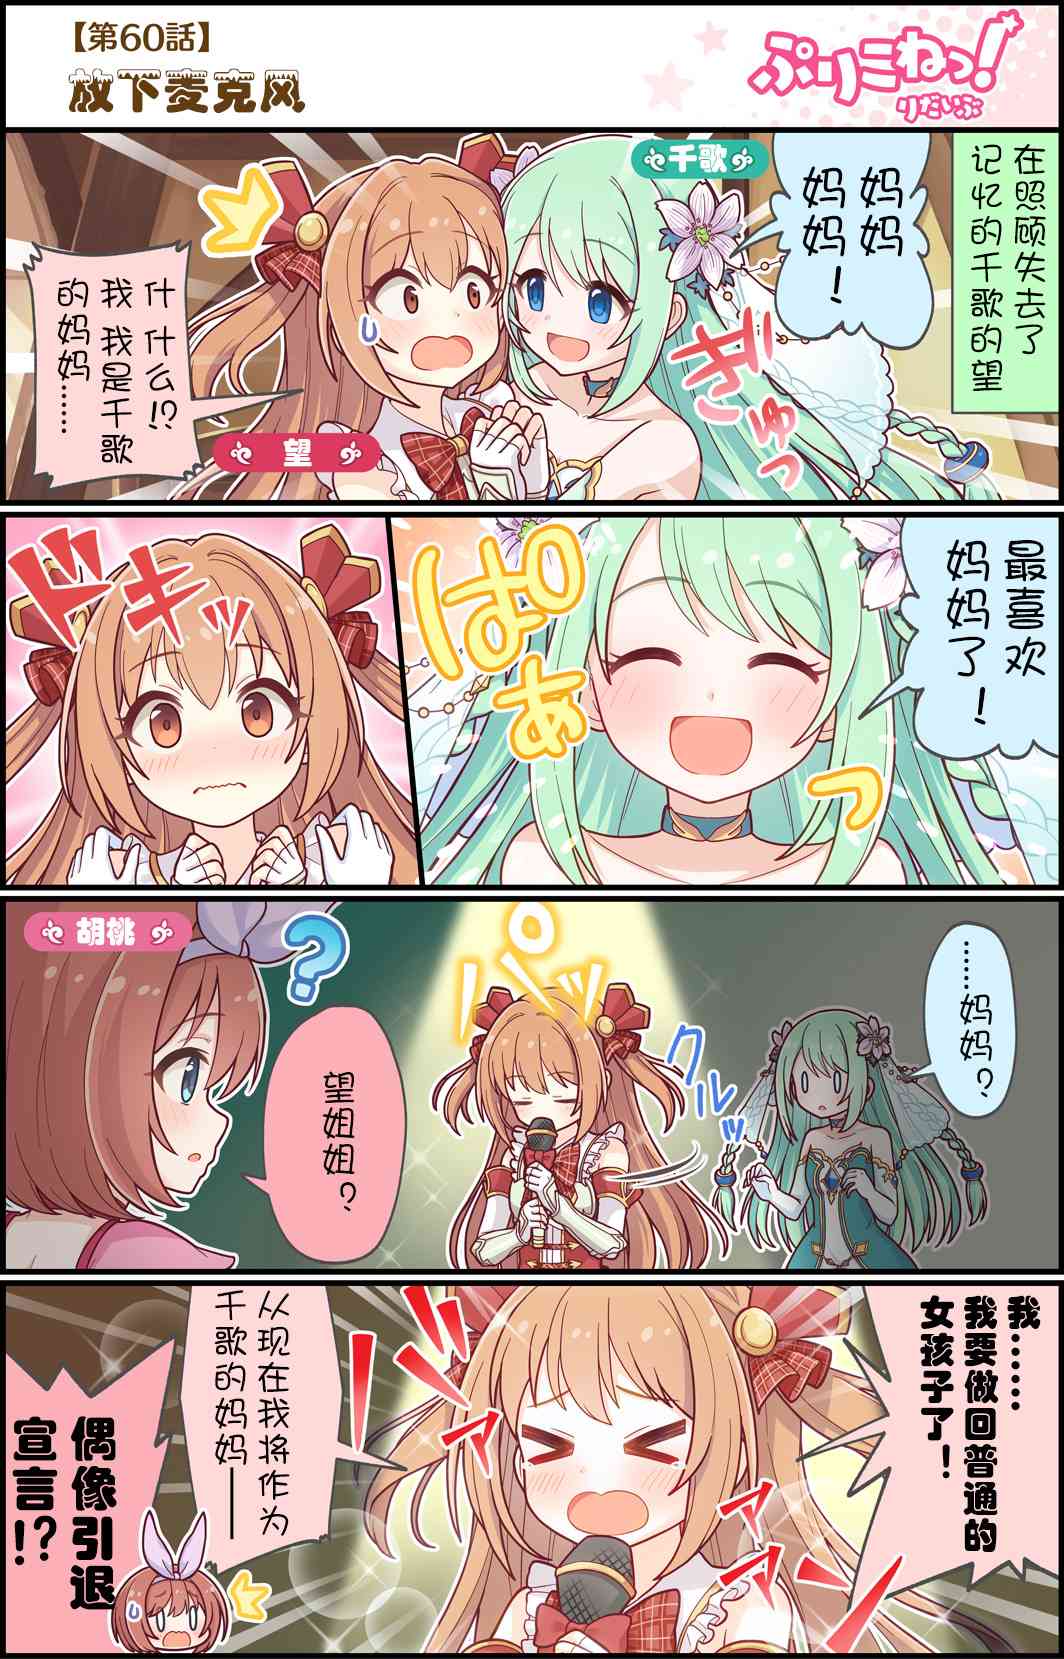 【第60話】
放下麦克风
ぷりこねっ！
りだいぶ
在照顾失去了
记忆的千歌的望
千歌
妈妈
妈妈！
ぎゅっ
什 什么!?
我 我是千歌
的妈妈……
望
最喜欢
妈妈了！
ぱあぁっ
ドキッ
……妈妈？
クルッ
パッ
望姐姐？
胡桃
?
我……
我要做回普通的
女孩子了！
ファァァン
从现在我将作为
千歌的妈妈——
偶像引退
宣言!?